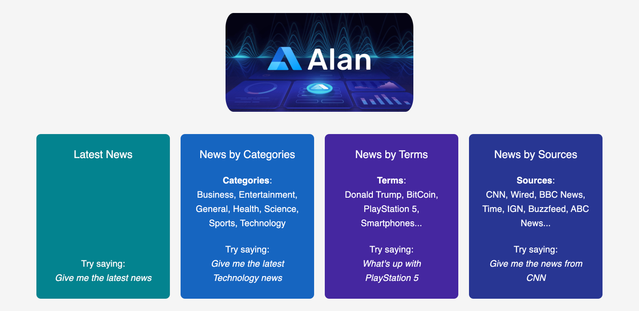 Alan
Latest News
Try saying:
Give me the latest news
News by Categories
Categories:
Business, Entertainment,
General, Health, Science,
Sports, Technology
Try saying:
Give me the latest
Technology news
News by Terms
Terms:
Donald Trump, BitCoin,
PlayStation 5,
Smartphones...
Try saying:
What's up with
PlayStation 5
News by Sources
Sources:
CNN, Wired, BBC News,
Time, IGN, Buzzfeed, ABC
News...
Try saying:
Give me the news from
CNN